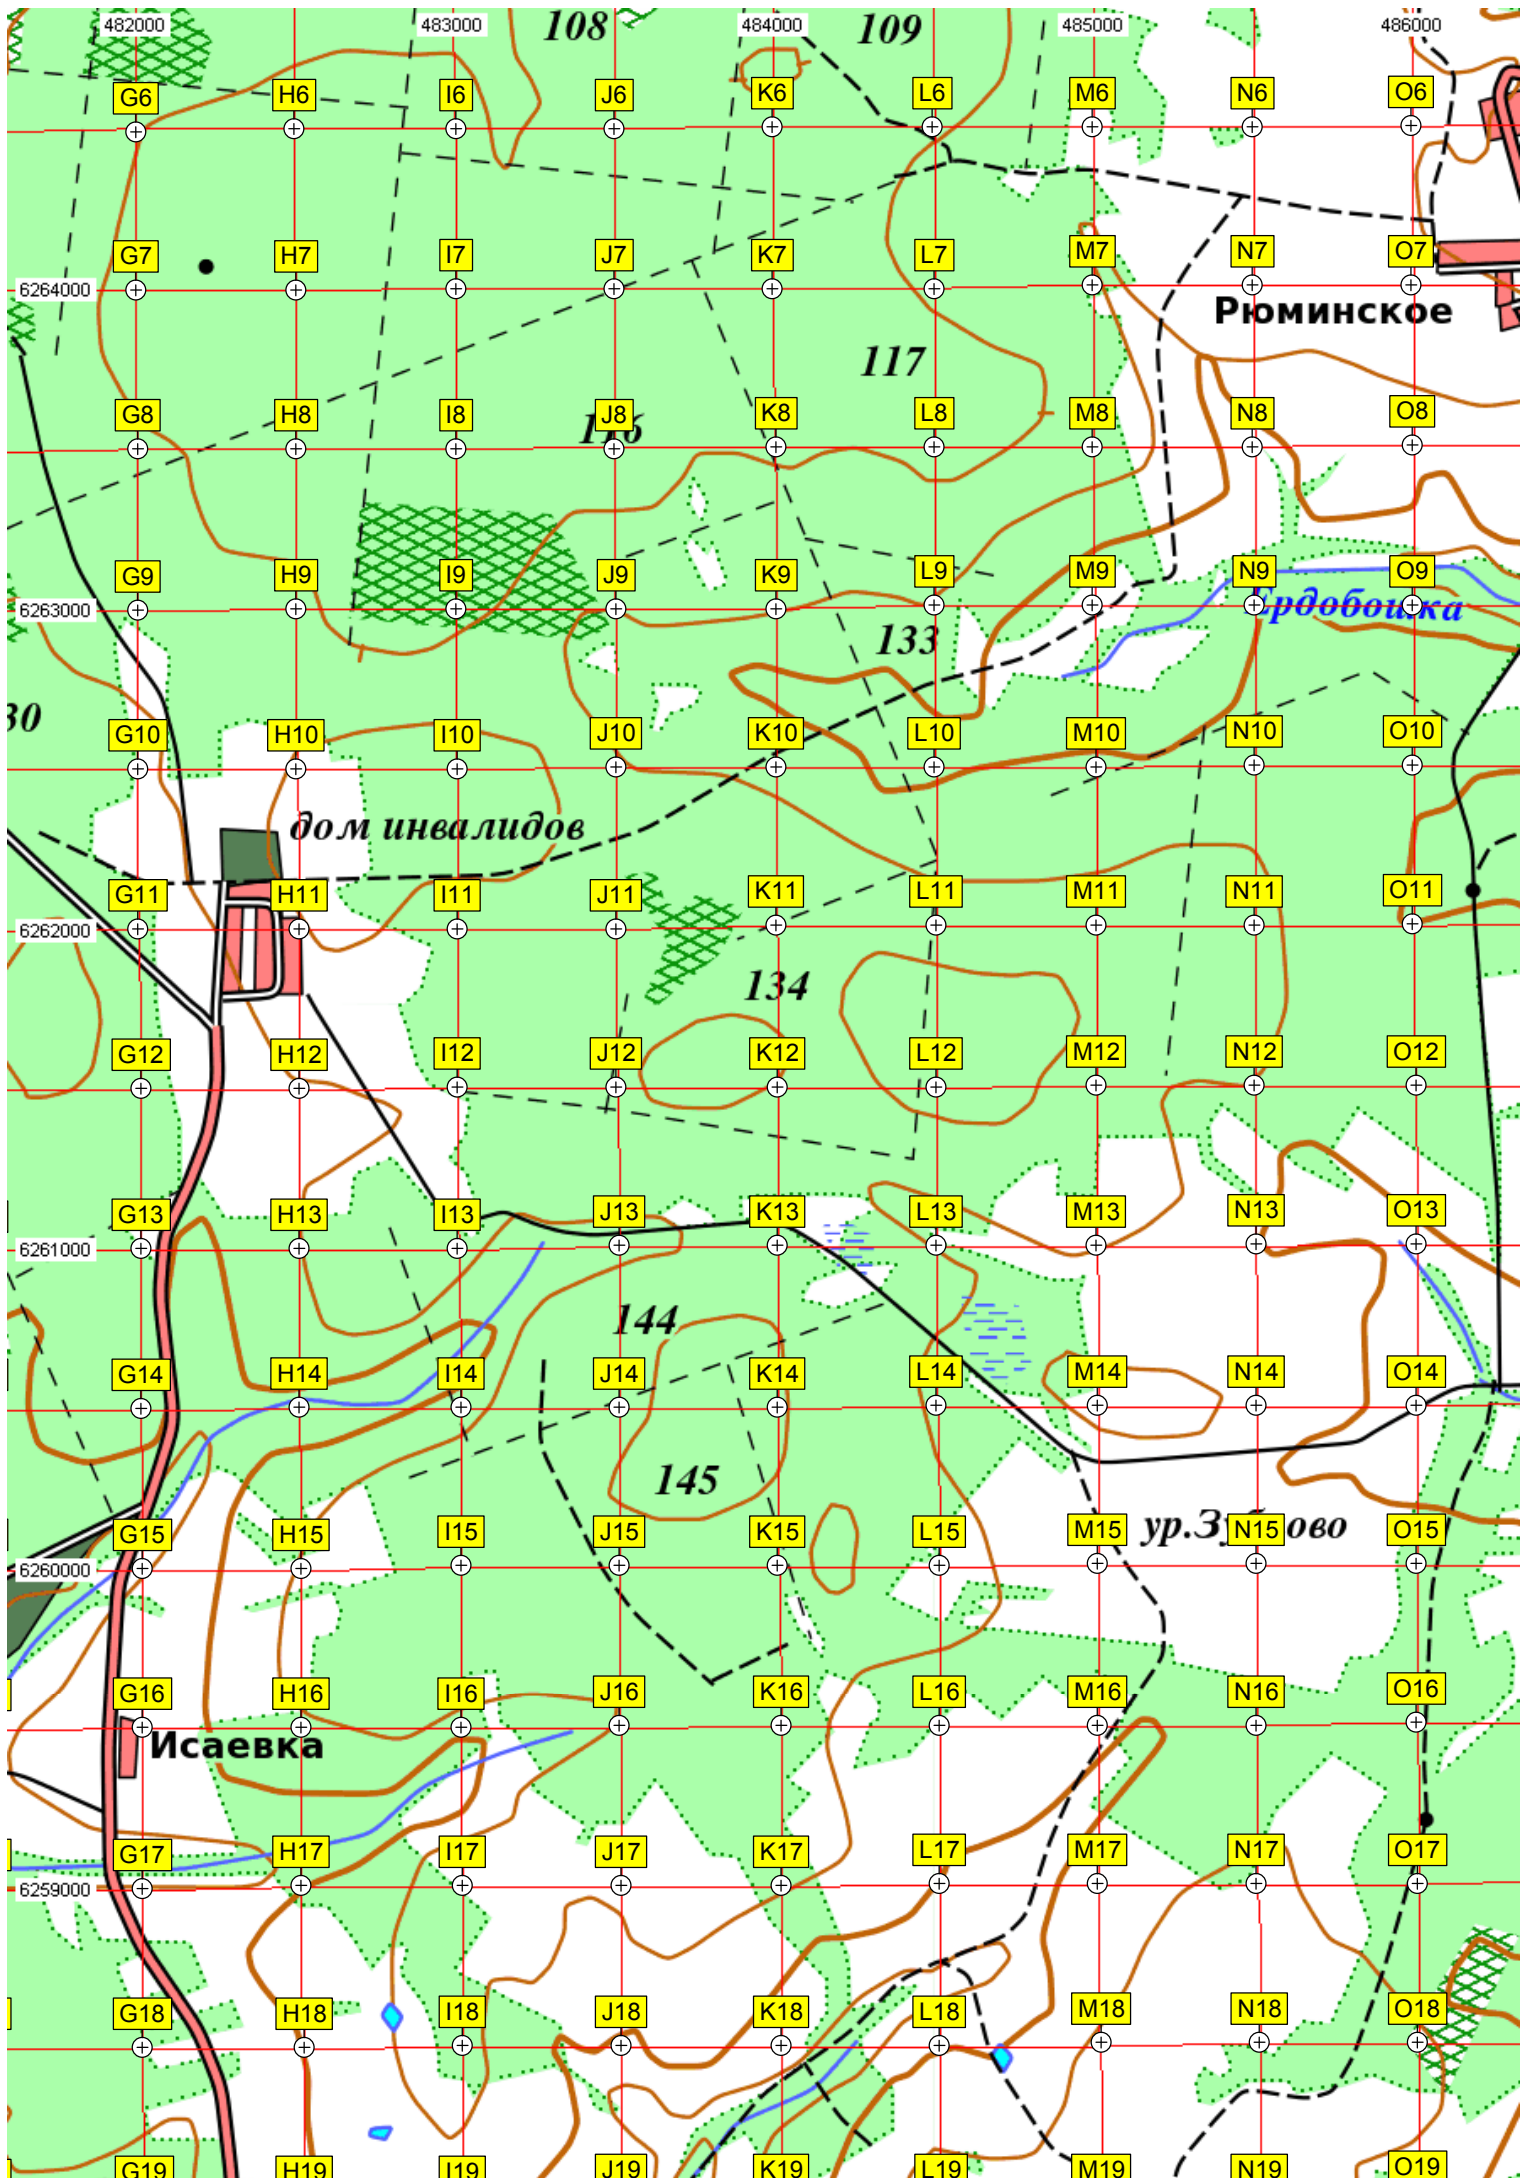 482000 483000 484000 485000 486000
108 109
G6 H6 I6 J6 K6 L6 M6 N6 O6
G7 H7 I7 J7 K7 L7 M7 N7 O7
6264000
Рюминское
117
G8 H8 I8 J8 K8 L8 M8 N8 O8
116
G9 H9 I9 J9 K9 L9 M9 N9 O9
6263000
Ердобошка
133
30
G10 H10 I10 J10 K10 L10 M10 N10 O10
дом инвалидов
G11 H11 I11 J11 K11 L11 M11 N11 O11
6262000
134
G12 H12 I12 J12 K12 L12 M12 N12 O12
G13 H13 I13 J13 K13 L13 M13 N13 O13
6261000
144
G14 H14 I14 J14 K14 L14 M14 N14 O14
145
G15 H15 I15 J15 K15 L15 M15 N15 O15
6260000
G16 H16 I16 J16 K16 L16 M16 N16 O16
Исаевка
G17 H17 I17 J17 K17 L17 M17 N17 O17
6259000
G18 H18 I18 J18 K18 L18 M18 N18 O18
G19 H19 I19 J19 K19 L19 M19 N19 O19